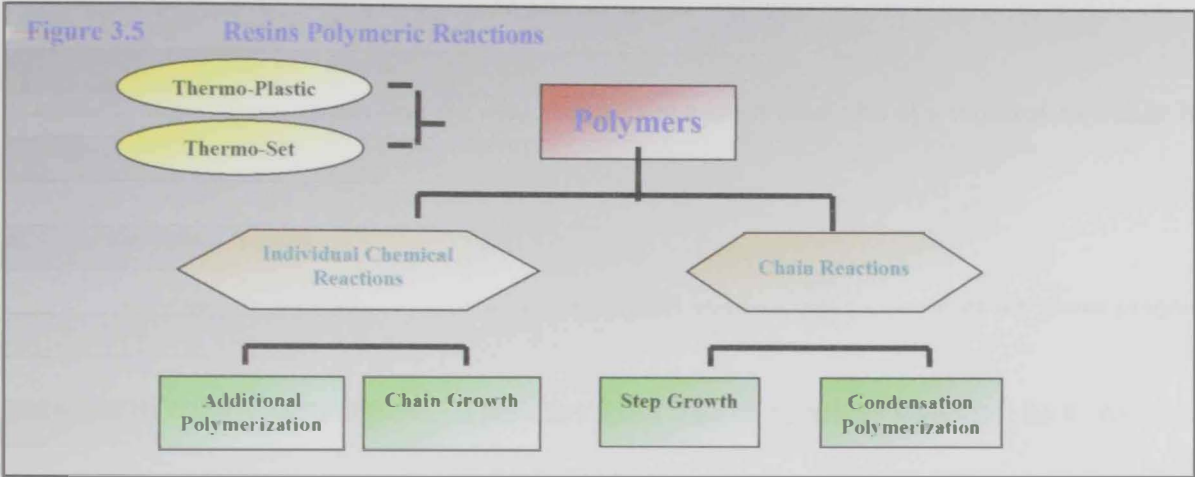 Figure 3.5 Resins Polymeric Reactions
Thermo-Plastic
Thermo-Set
Polymers
Individual Chemical
Reactions
Chain Reactions
Additional
Polymerization
Chain Growth
Step Growth
Condensation
Polymerization